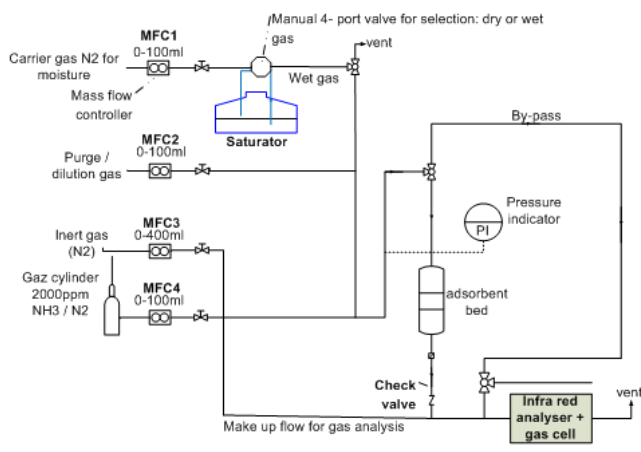 Manual 4- port valve for selection: dry or wet
gas
MFC1
0-100ml
vent
Carrier gas N2 for
moisture
Wet gas
Mass flow
controller
Saturator
By-pass
MFC2
0-100ml
Purge /
dilution gas
Pressure
indicator
PI
MFC3
0-400ml
Inert gas
(N2)
Gaz cylinder
2000ppm
NH3 / N2
MFC4
0-100ml
adsorbent
bed
Check
valve
Infra red
analyser +
gas cell
vent
Make up flow for gas analysis